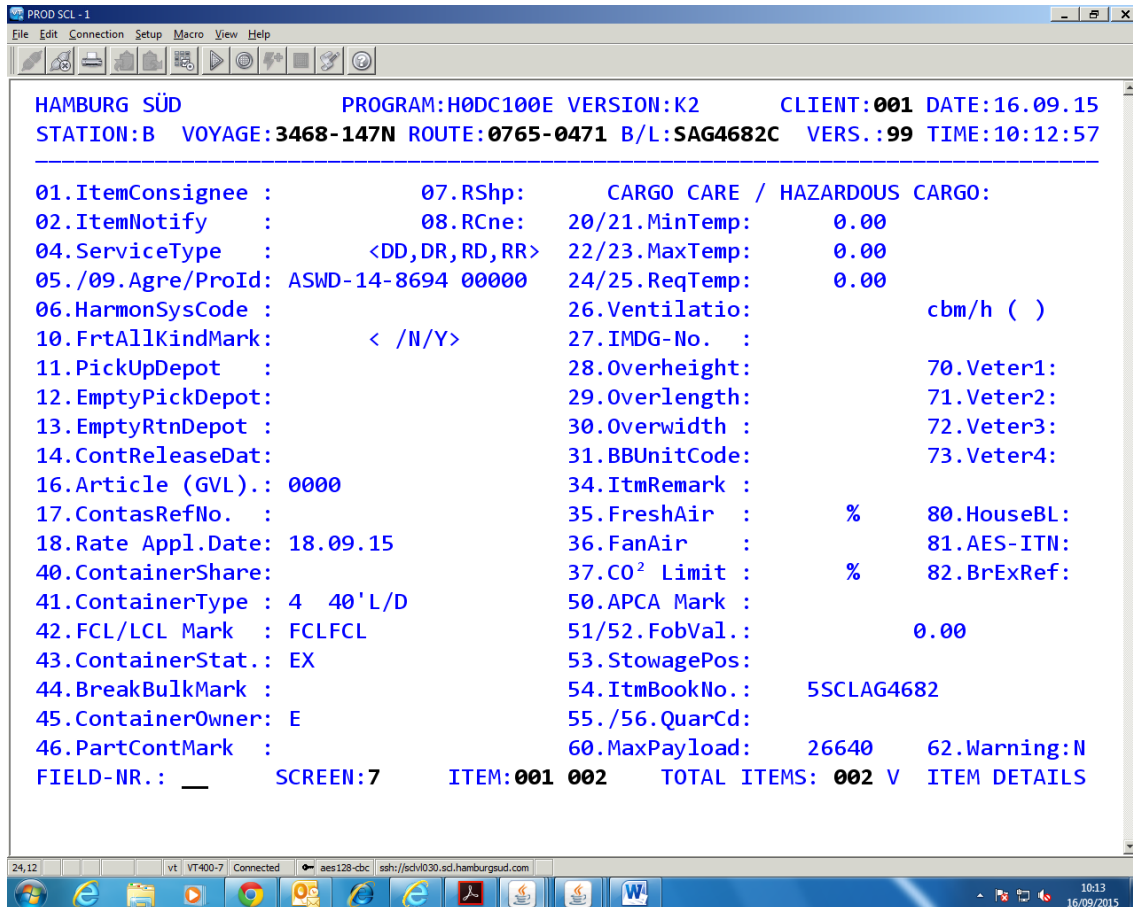 PROD SCL - 1
File Edit Connection Setup Macro View Help
HAMBURG SÜD PROGRAM:H0DC100E VERSION:K2 CLIENT:001 DATE:16.09.15
STATION:B VOYAGE:3468-147N ROUTE:0765-0471 B/L:SAG4682C VERS.:99 TIME:10:12:57
01.ItemConsignee : 07.RShp: CARGO CARE / HAZARDOUS CARGO:
02.ItemNotify : 08.RCne: 20/21.MinTemp: 0.00
04.ServiceType : <DD,DR,RD,RR> 22/23.MaxTemp: 0.00
05./09.Agre/ProId: ASWD-14-8694 00000 24/25.ReqTemp: 0.00
06.HarmonSysCode : 26.Ventilatio: cbm/h ( )
10.FrtAllKindMark: < /N/Y> 27.IMDG-No. :
11.PickUpDepot : 28.Overheight: 70.Veter1:
12.EmptyPickDepot: 29.Overlength: 71.Veter2:
13.EmptyRtnDepot : 30.Overwidth : 72.Veter3:
14.ContReleaseDat: 31.BBUnitCode: 73.Veter4:
16.Article (GVL).: 0000 34.ItmRemark :
17.ContasRefNo. : 35.FreshAir : % 80.HouseBL:
18.Rate Appl.Date: 18.09.15 36.FanAir : 81.AES-ITN:
40.ContainerShare: 37.CO² Limit : % 82.BrExRef:
41.ContainerType : 4 40'L/D 50.APCA Mark :
42.FCL/LCL Mark : FCLFCL 51/52.FobVal.: 0.00
43.ContainerStat.: EX 53.StowagePos:
44.BreakBulkMark : 54.ItmBookNo.: 5SCLAG4682
45.ContainerOwner: E 55./56.QuarCd:
46.PartContMark : 60.MaxPayload: 26640 62.Warning:N
FIELD-NR.: __ SCREEN:7 ITEM:001 002 TOTAL ITEMS: 002 V ITEM DETAILS
24,12 vt VT400-7 Connected aes128-cbc ssh://sclvl030.scl.hamburgsud.com
10:13
16/09/2015